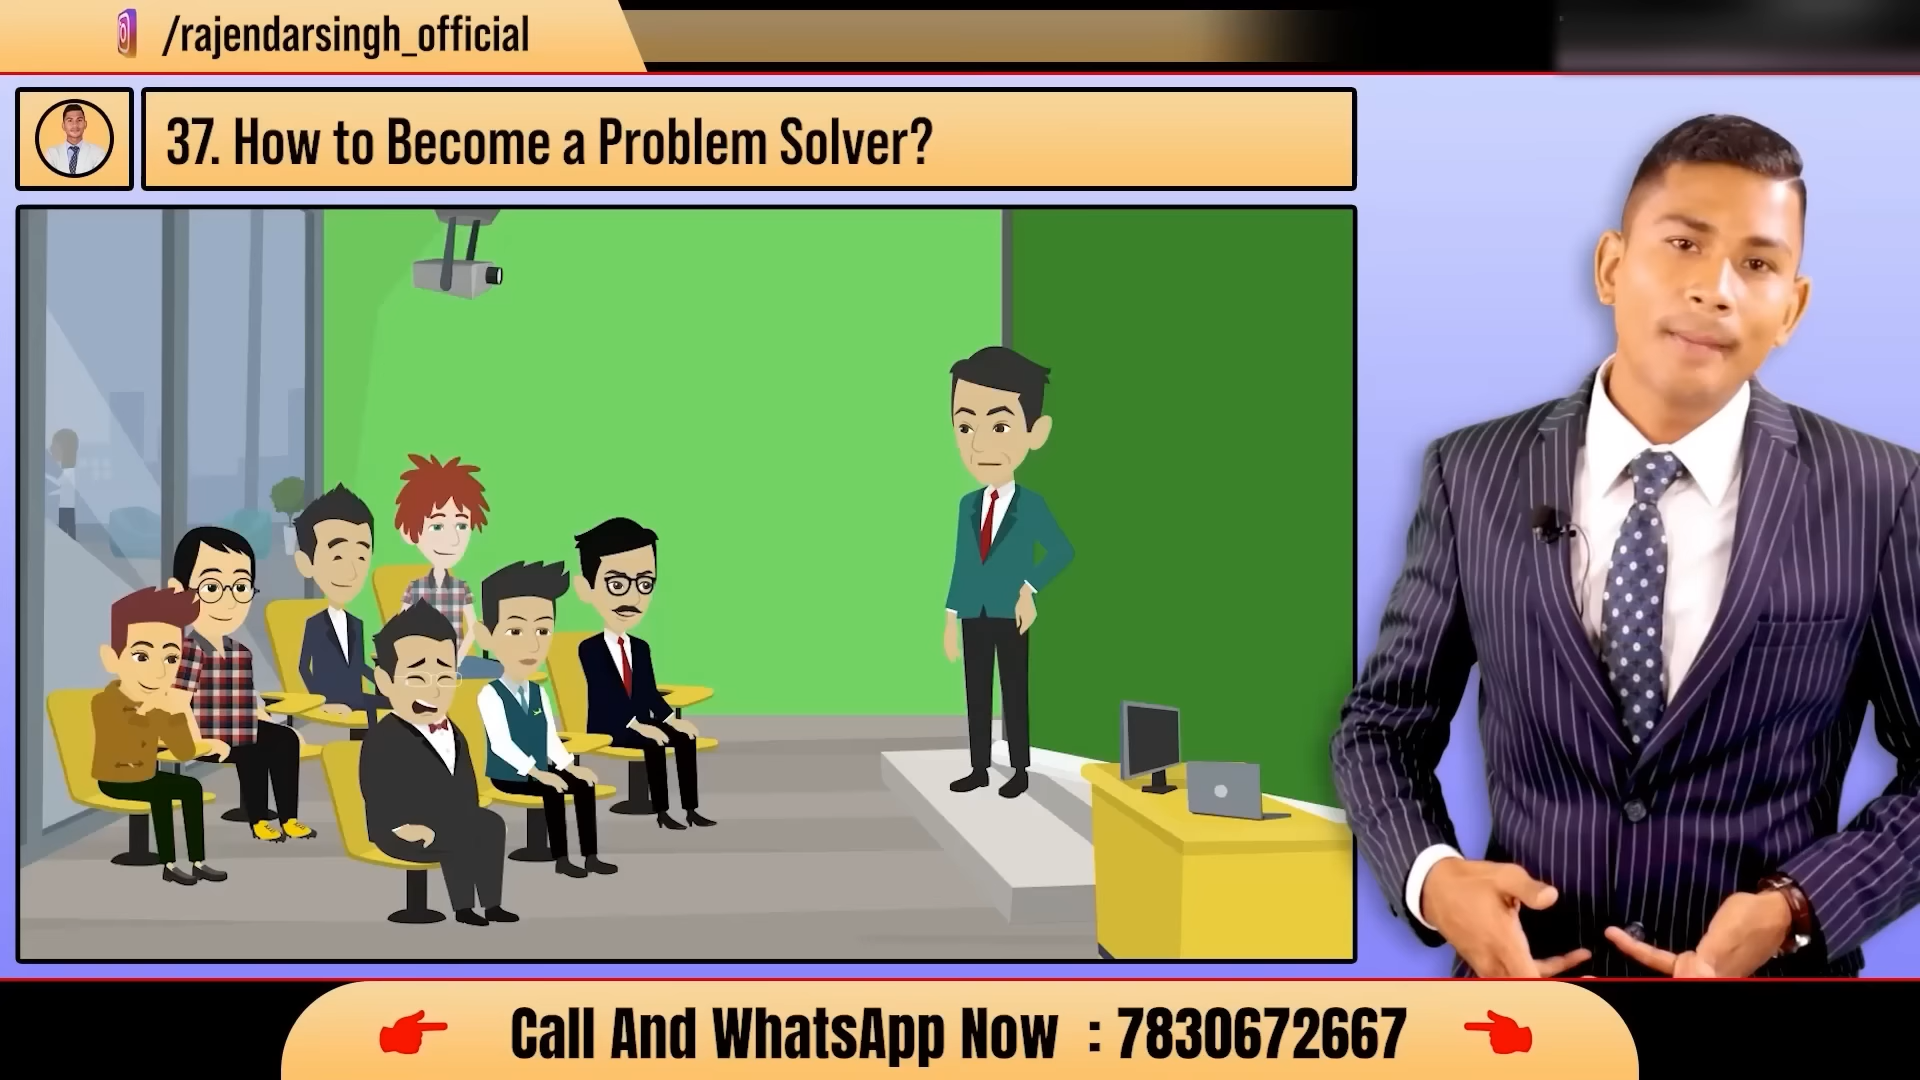 /rajendarsingh_official
37. How to Become a Problem Solver?
Call And WhatsApp Now : 7830672667